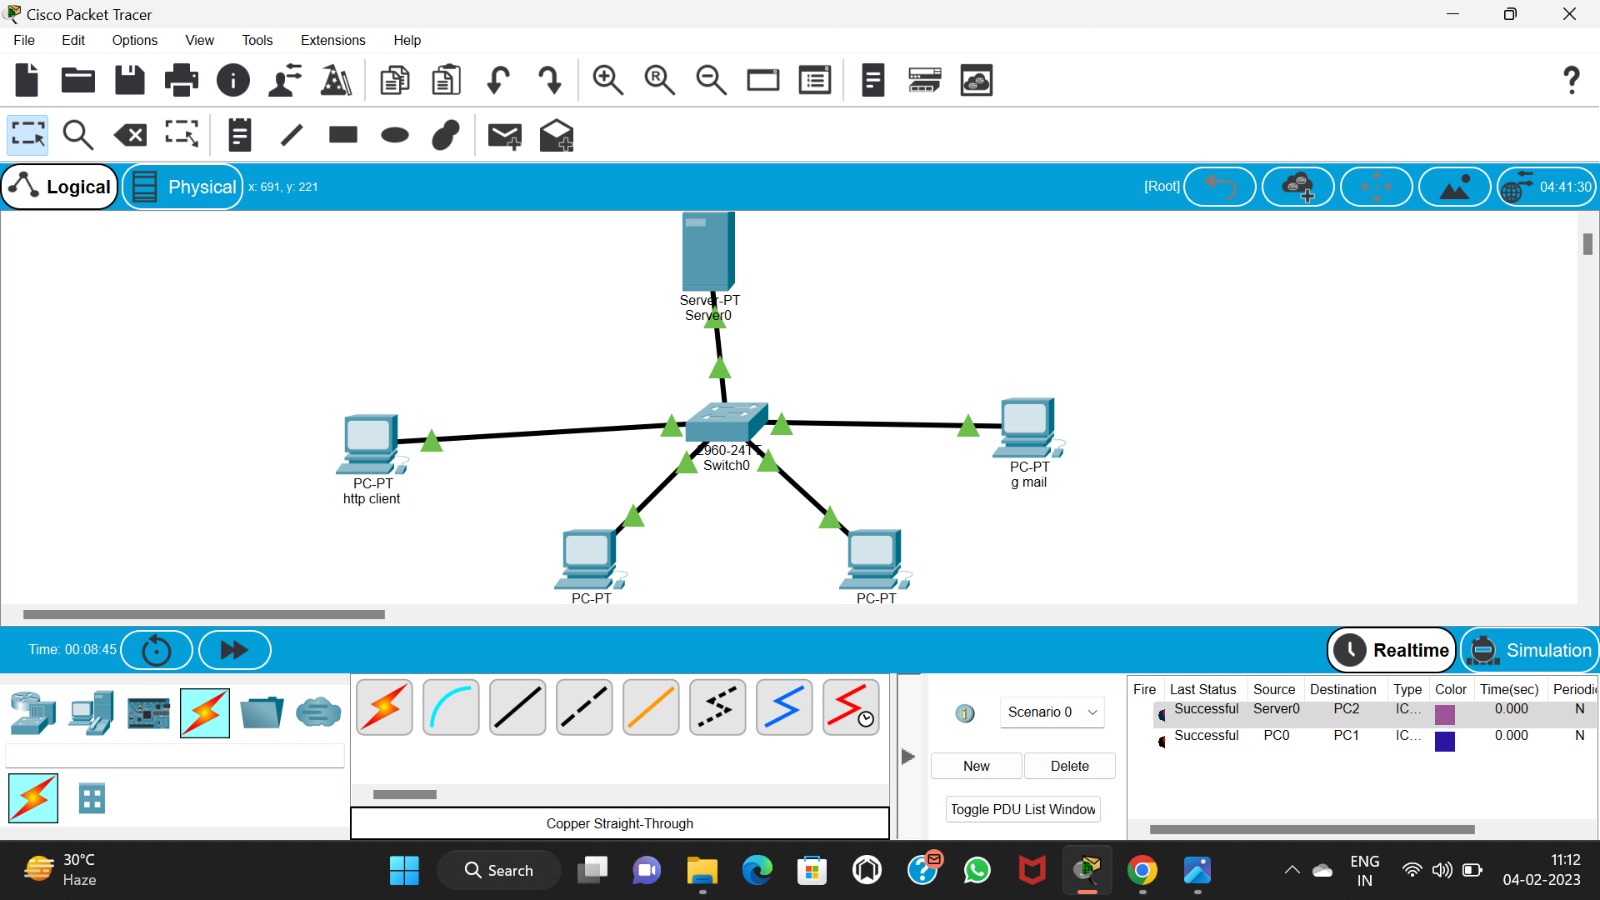 Cisco Packet Tracer
File Edit Options View Tools Extensions Help
R
?
Logical Physical x: 691, y: 221 [Root] 04:41:30
Server-PT
Server0
2960-24TT
Switch0
PC-PT
http client
PC-PT
g mail
PC-PT PC-PT
Time: 00:08:45 Realtime Simulation
Scenario 0
New Delete
Toggle PDU List Window
Copper Straight-Through
Fire Last Status Source Destination Type Color Time(sec) Periodic
Successful Server0 PC2 IC... 0.000 N
Successful PC0 PC1 IC... 0.000 N
30°C
Haze
Search
ENG
IN
11:12
04-02-2023